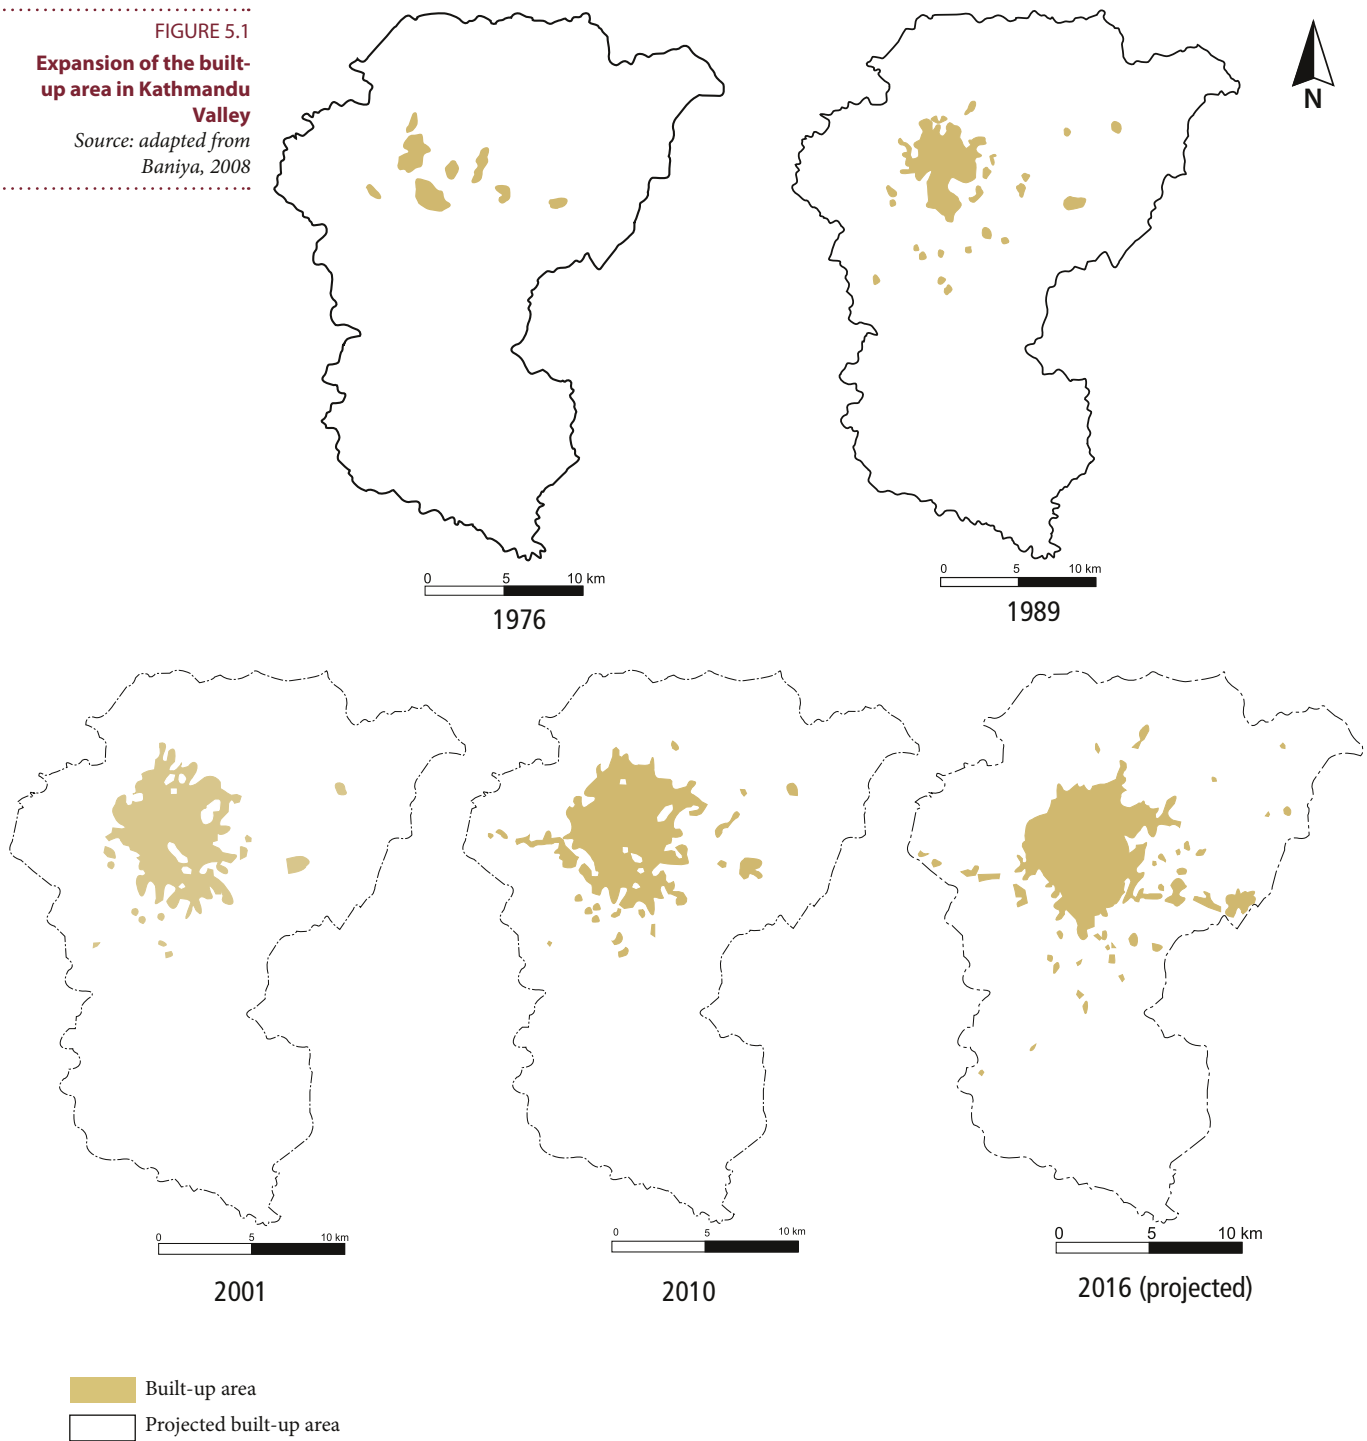 FIGURE 5.1
Expansion of the built-
up area in Kathmandu
Valley
Source: adapted from
Baniya, 2008
N
0 5 10 km
1976
0 5 10 km
1989
0 5 10 km
2001
0 5 10 km
2010
0 5 10 km
2016 (projected)
Built-up area
Projected built-up area